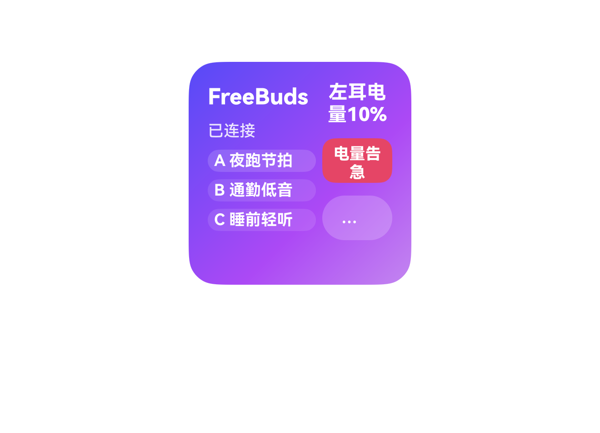 FreeBuds
已连接
A 夜跑节拍
B 通勤低音
C 睡前轻听
左耳电
量10%
电量告
急
...